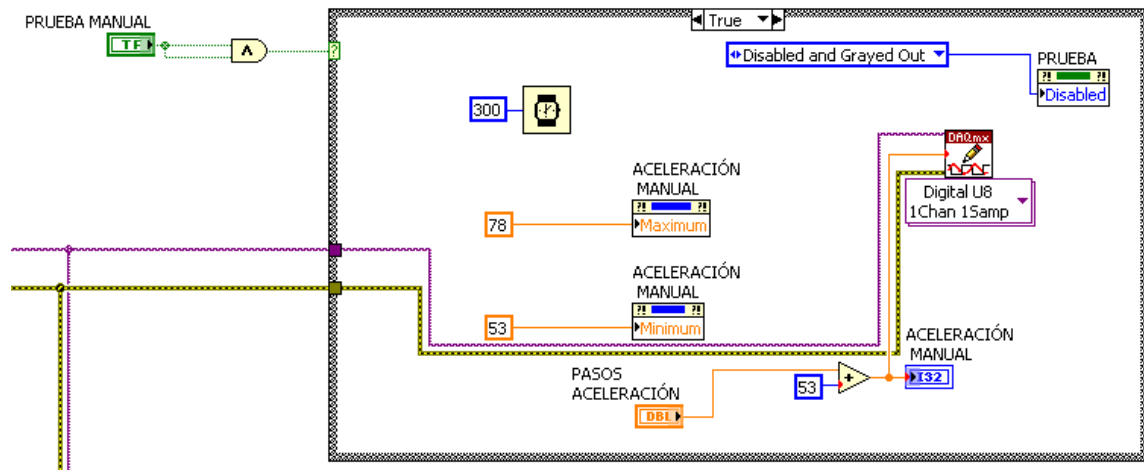 PRUEBA MANUAL
TF
?
True
Disabled and Grayed Out
PRUEBA
?! ?!
Disabled
300
DAQmx
Digital U8
1Chan 1Samp
ACELERACIÓN
MANUAL
?! ?!
78
Maximum
ACELERACIÓN
MANUAL
?! ?!
53
Minimum
ACELERACIÓN
MANUAL
I32
PASOS
ACELERACIÓN
53
+
DBL